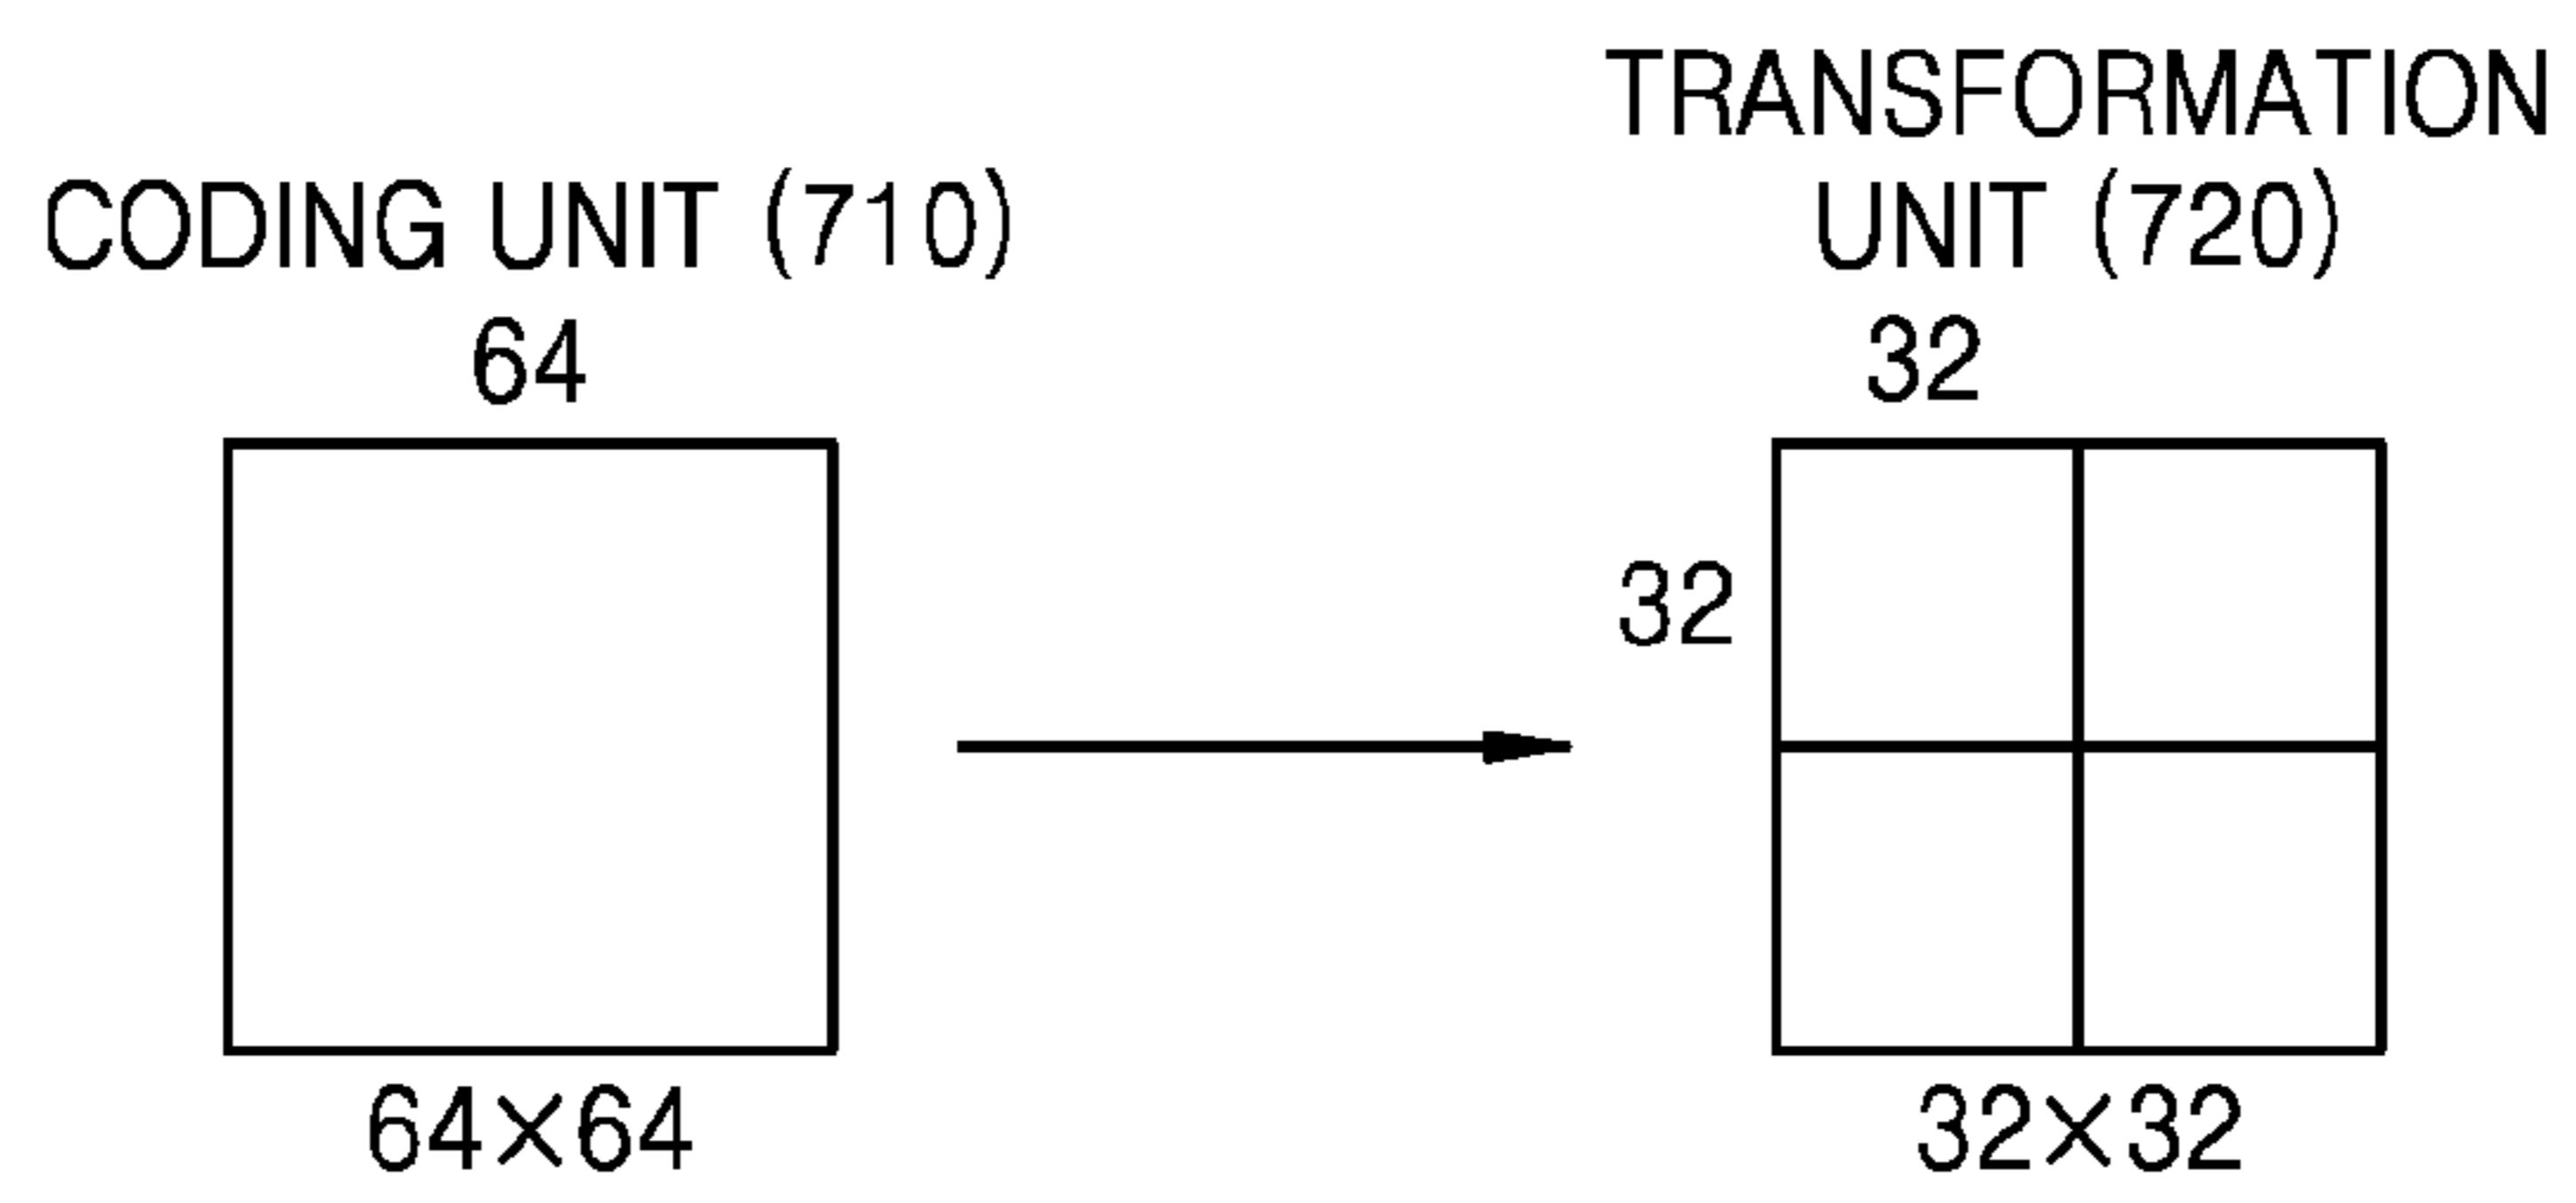 CODING UNIT (710)
64
64×64
TRANSFORMATION
UNIT (720)
32
32
32×32